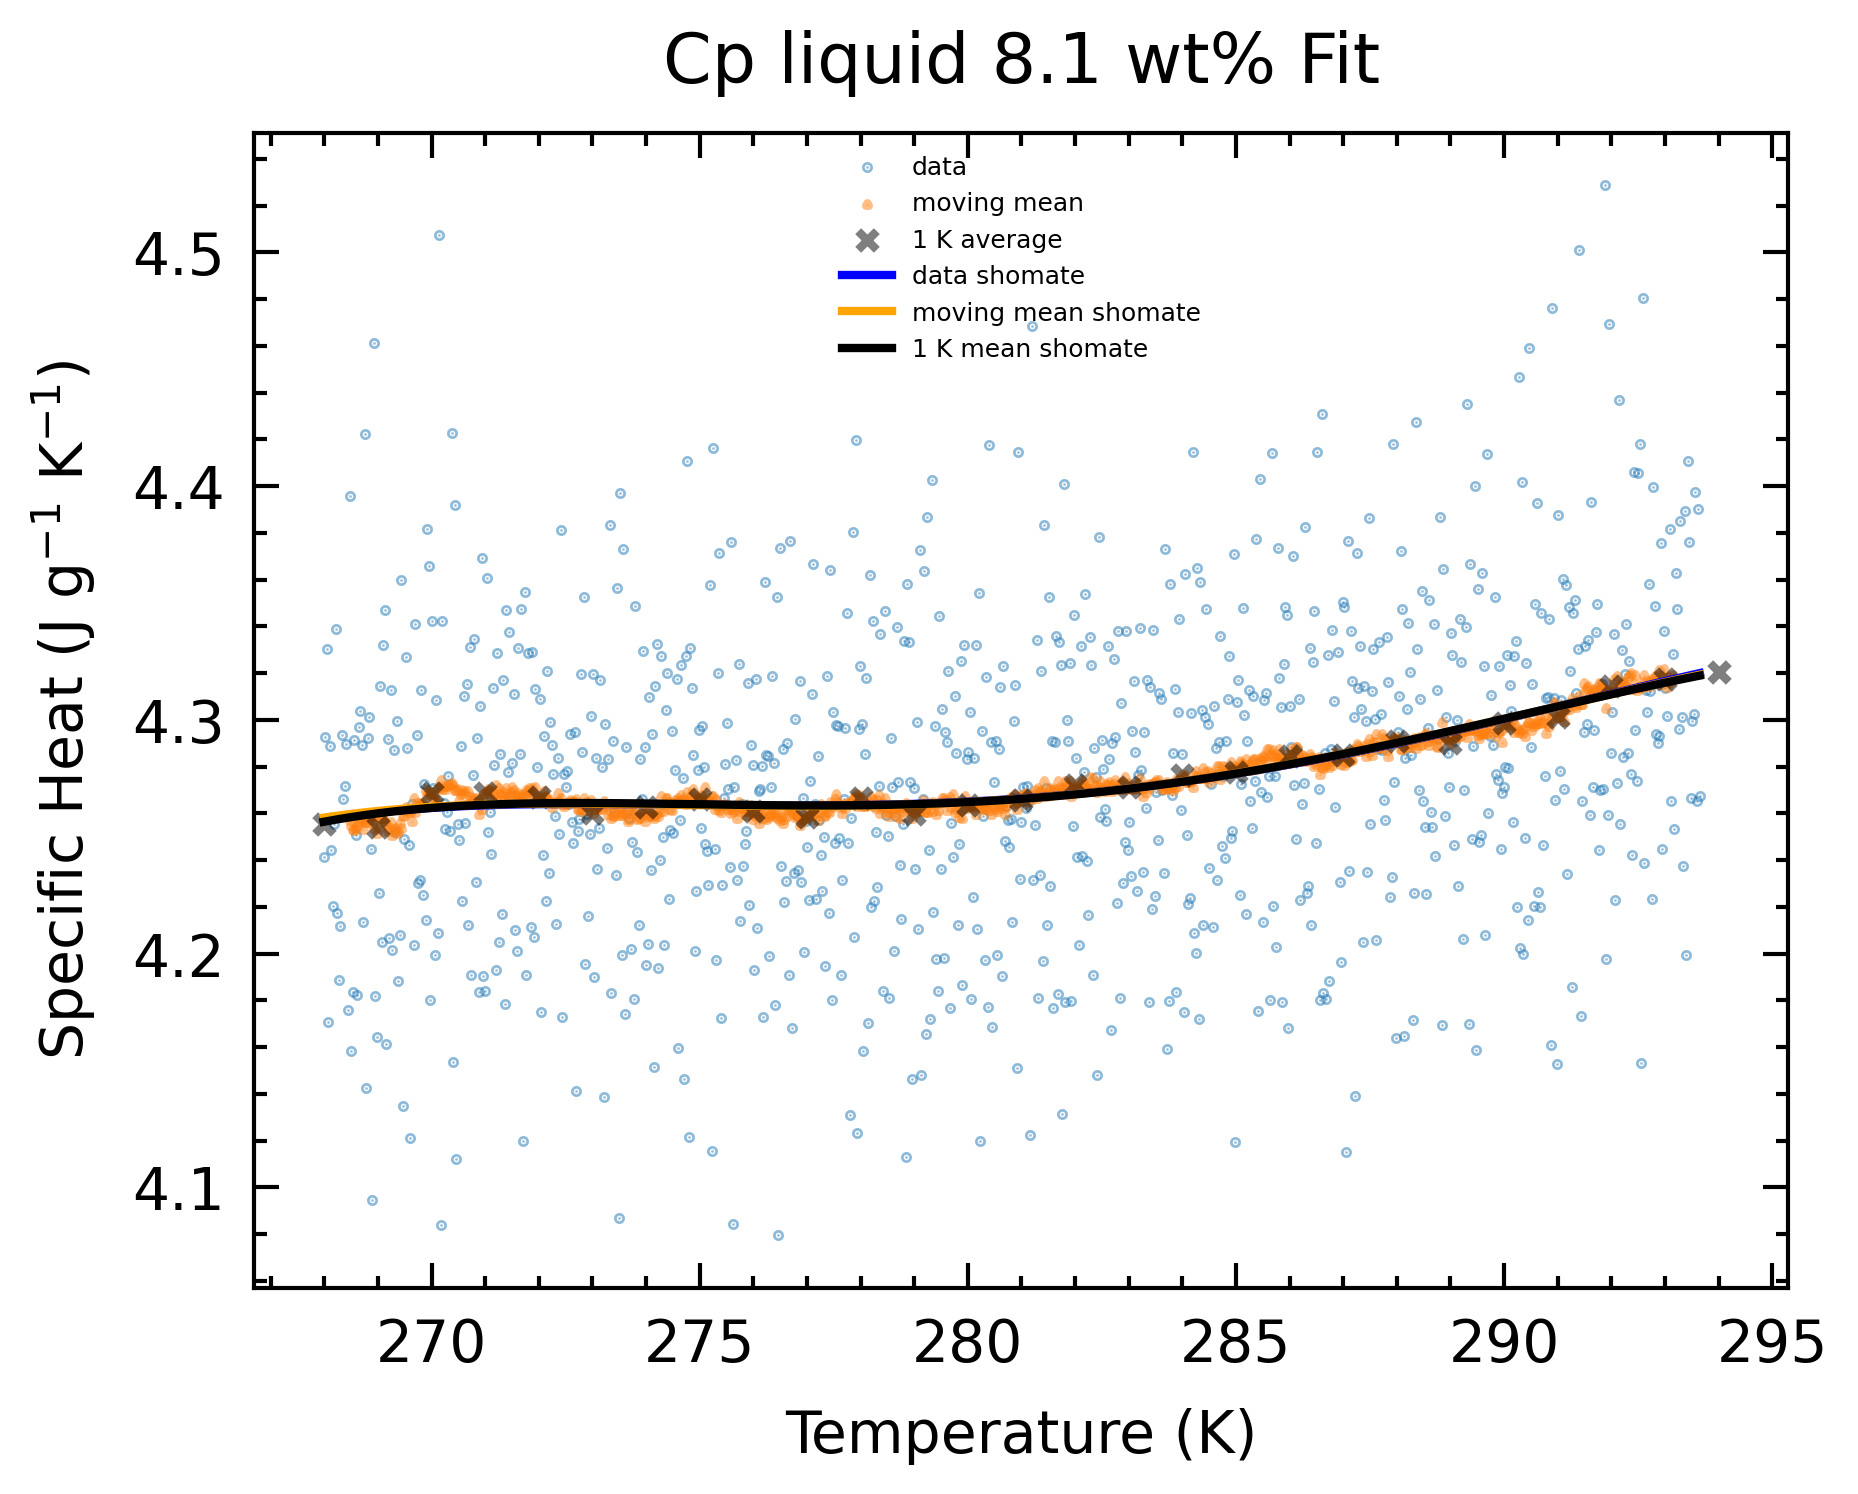 Cp liquid 8.1 wt% Fit
data
moving mean
1 K average
data shomate
moving mean shomate
1 K mean shomate
4.5
4.4
4.3
4.2
4.1
Specific Heat (J g⁻¹ K⁻¹)
270 275 280 285 290 295
Temperature (K)